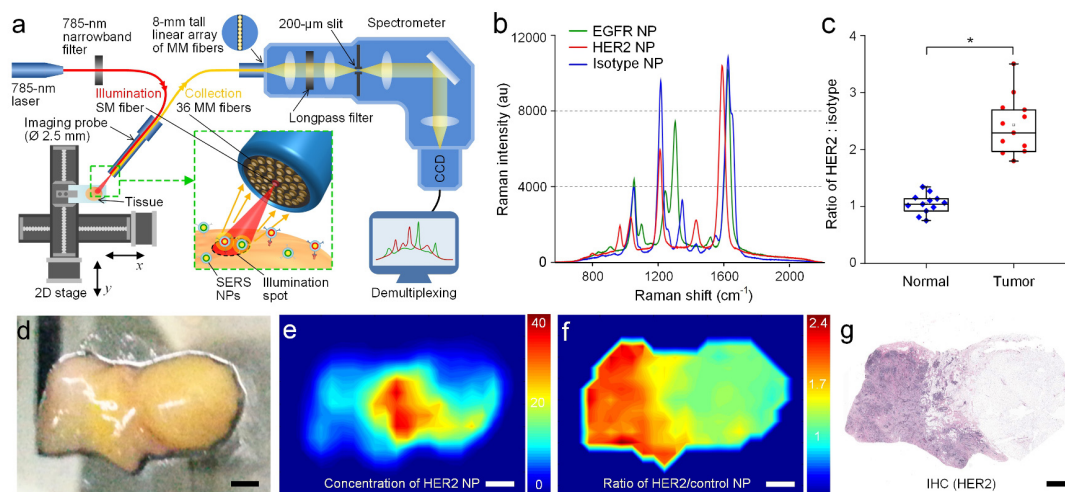 a
785-nm
narrowband
filter
8-mm tall
linear array
of MM fibers
200-µm slit
Spectrometer
785-nm
laser
Illumination
SM fiber
Collection
36 MM fibers
Longpass filter
Imaging probe
(Ø 2.5 mm)
CCD
Tissue
x
y
2D stage
SERS
NPs
Illumination
spot
Demultiplexing
b
EGFR NP
HER2 NP
Isotype NP
Raman intensity (au)
12000
10000
8000
4000
0
800
1200
1600
2000
Raman shift (cm⁻¹)
c
*
Ratio of HER2 : isotype
4
3
2
1
0
Normal
Tumor
d
e
40
20
0
Concentration of HER2 NP
f
2.4
1.7
1
Ratio of HER2/control NP
g
IHC (HER2)